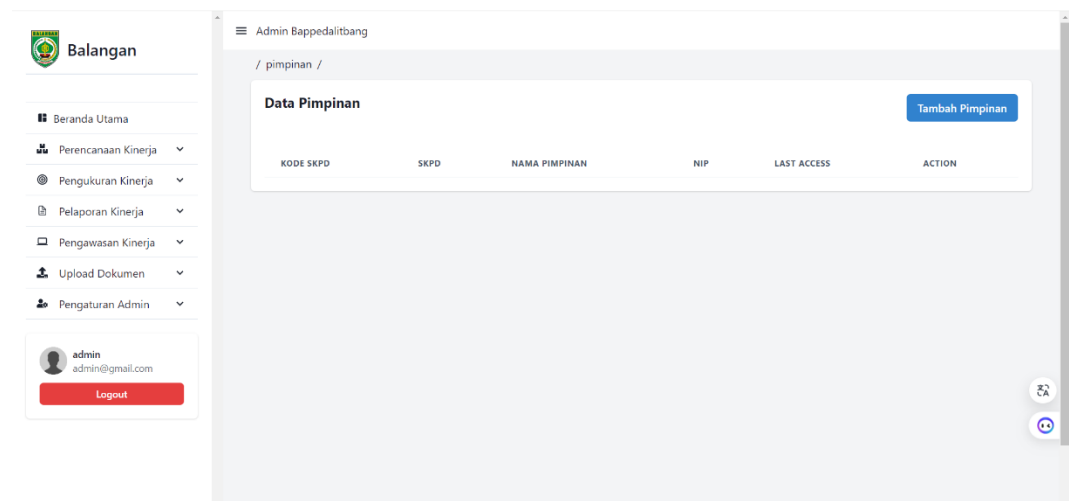 BALANGAN
Balangan
Beranda Utama
Perencanaan Kinerja
Pengukuran Kinerja
Pelaporan Kinerja
Pengawasan Kinerja
Upload Dokumen
Pengaturan Admin
admin
admin@gmail.com
Logout
Admin Bappedalitbang
/ pimpinan /
Data Pimpinan
Tambah Pimpinan
KODE SKPD SKPD NAMA PIMPINAN NIP LAST ACCESS ACTION